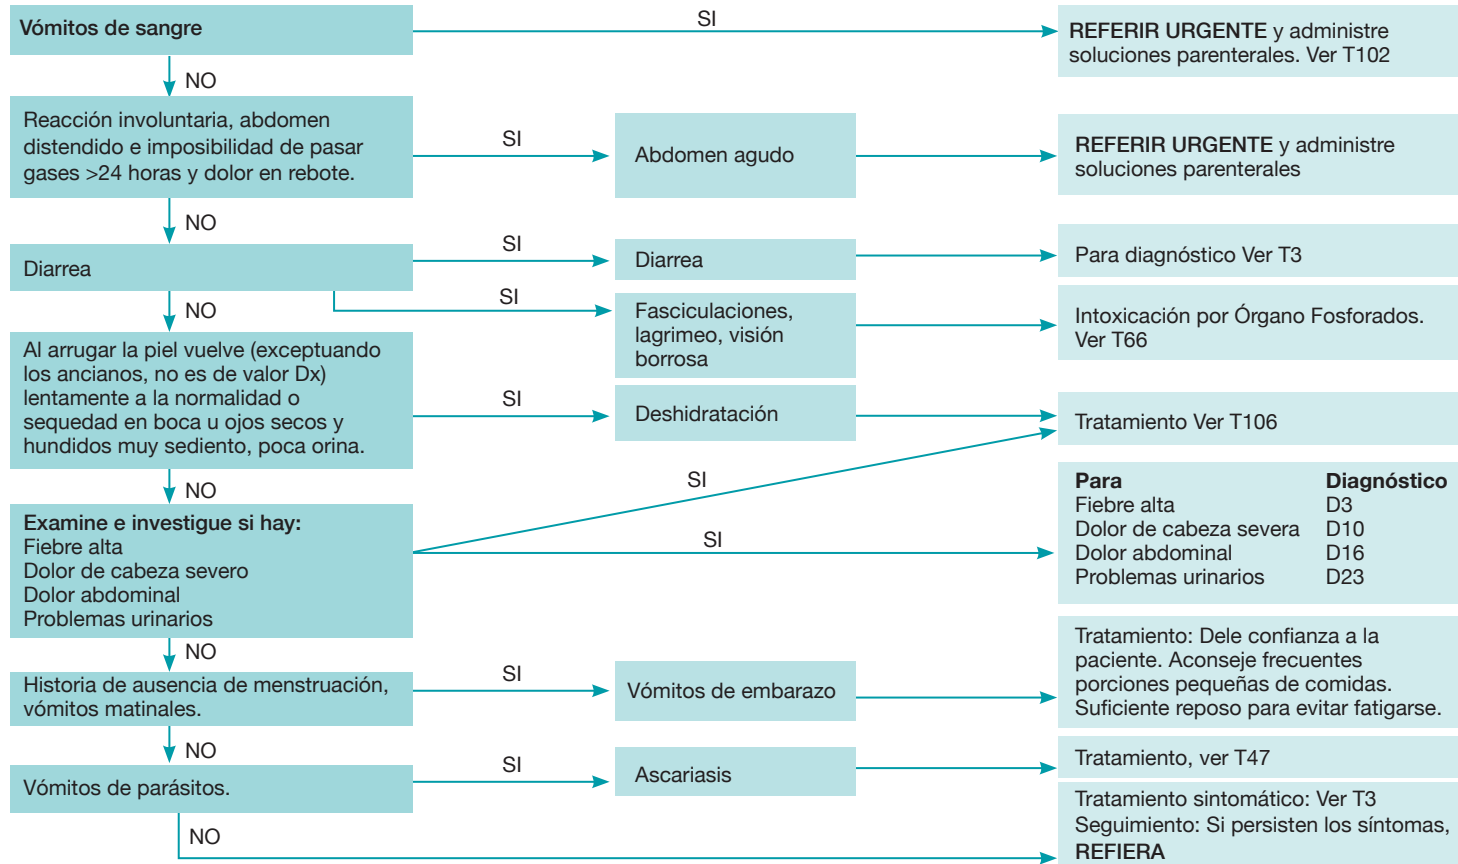 Vómitos de sangre
SI
REFERIR URGENTE y administre
soluciones parenterales. Ver T102
NO
Reacción involuntaria, abdomen
distendido e imposibilidad de pasar
gases >24 horas y dolor en rebote.
SI
Abdomen agudo
REFERIR URGENTE y administre
soluciones parenterales
NO
Diarrea
SI
Diarrea
Para diagnóstico Ver T3
SI
Fasciculaciones,
lagrimeo, visión
borrosa
Intoxicación por Órgano Fosforados.
Ver T66
NO
Al arrugar la piel vuelve (exceptuando
los ancianos, no es de valor Dx)
lentamente a la normalidad o
sequedad en boca u ojos secos y
hundidos muy sediento, poca orina.
SI
Deshidratación
Tratamiento Ver T106
NO
Examine e investigue si hay:
Fiebre alta
Dolor de cabeza severo
Dolor abdominal
Problemas urinarios
SI
SI
Para Diagnóstico
Fiebre alta D3
Dolor de cabeza severa D10
Dolor abdominal D16
Problemas urinarios D23
NO
Historia de ausencia de menstruación,
vómitos matinales.
SI
Vómitos de embarazo
Tratamiento: Dele confianza a la
paciente. Aconseje frecuentes
porciones pequeñas de comidas.
Suficiente reposo para evitar fatigarse.
NO
Vómitos de parásitos.
SI
Ascariasis
Tratamiento, ver T47
NO
Tratamiento sintomático: Ver T3
Seguimiento: Si persisten los síntomas,
REFIERA